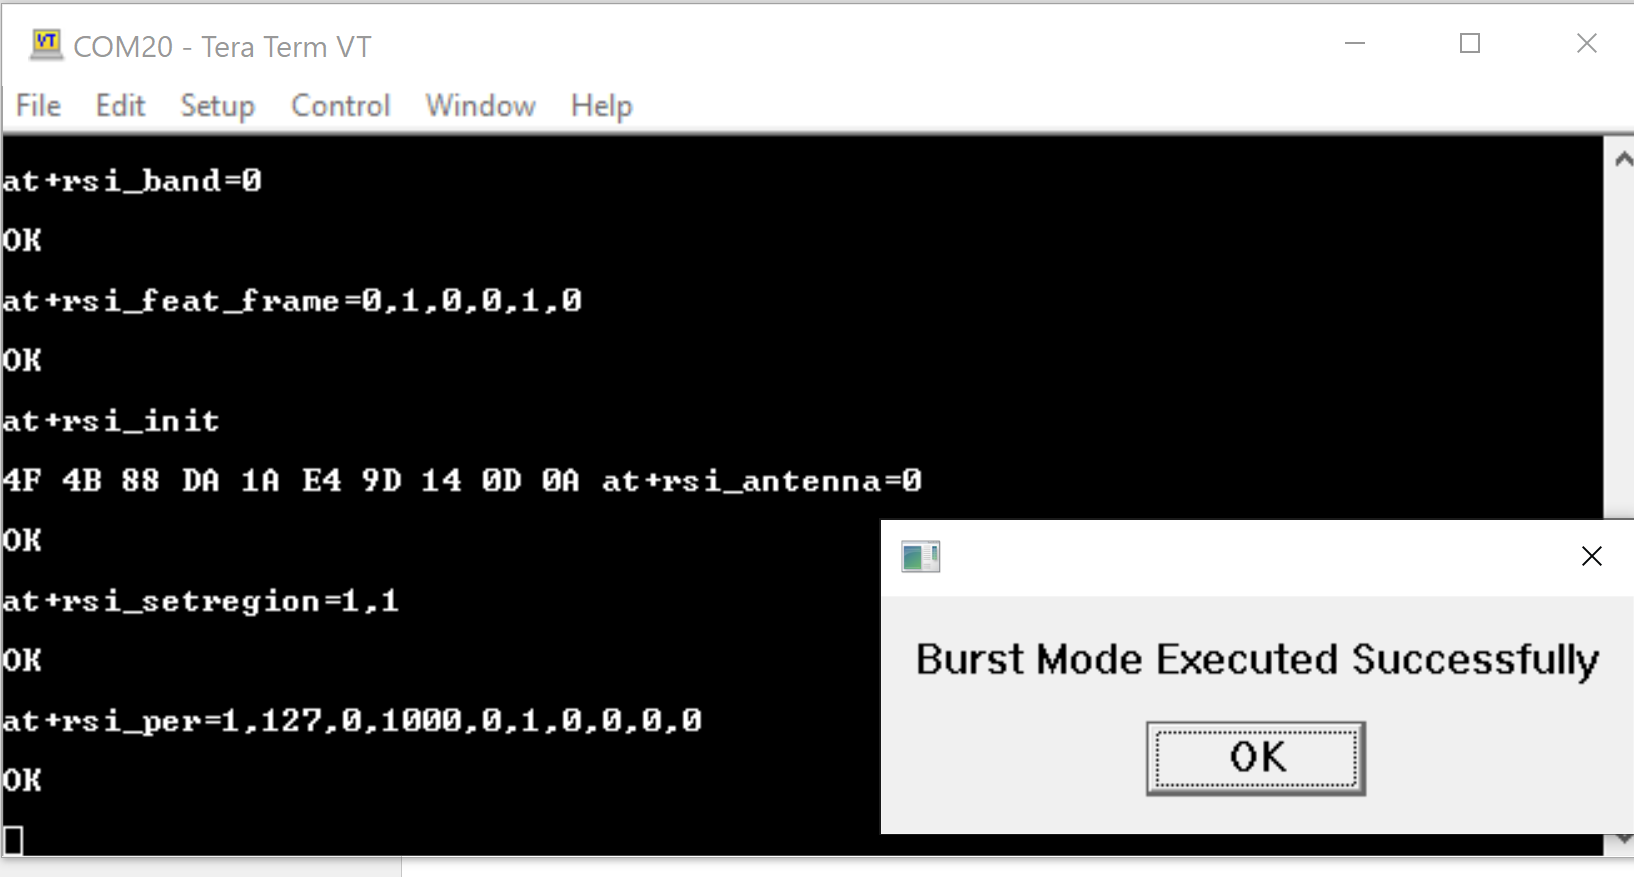 COM20 - Tera Term VT
File Edit Setup Control Window Help
at+rsi_band=0
OK
at+rsi_feat_frame=0,1,0,0,1,0
OK
at+rsi_init
4F 4B 88 DA 1A E4 9D 14 0D 0A at+rsi_antenna=0
OK
at+rsi_setregion=1,1
OK
at+rsi_per=1,127,0,1000,0,1,0,0,0,0
OK
Burst Mode Executed Successfully
OK